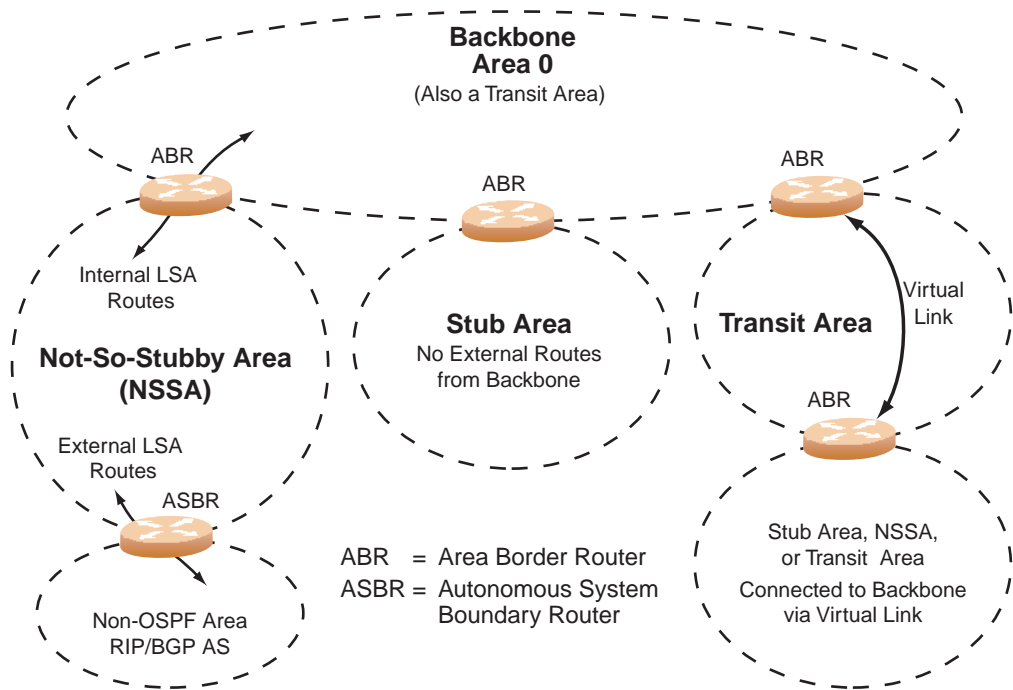 Backbone
Area 0
(Also a Transit Area)
ABR
ABR
ABR
Internal LSA
Routes
Not-So-Stubby Area
(NSSA)
External LSA
Routes
ASBR
Non-OSPF Area
RIP/BGP AS
Stub Area
No External Routes
from Backbone
Transit Area
Virtual
Link
ABR
Stub Area, NSSA,
or Transit Area
Connected to Backbone
via Virtual Link
ABR = Area Border Router
ASBR = Autonomous System
Boundary Router